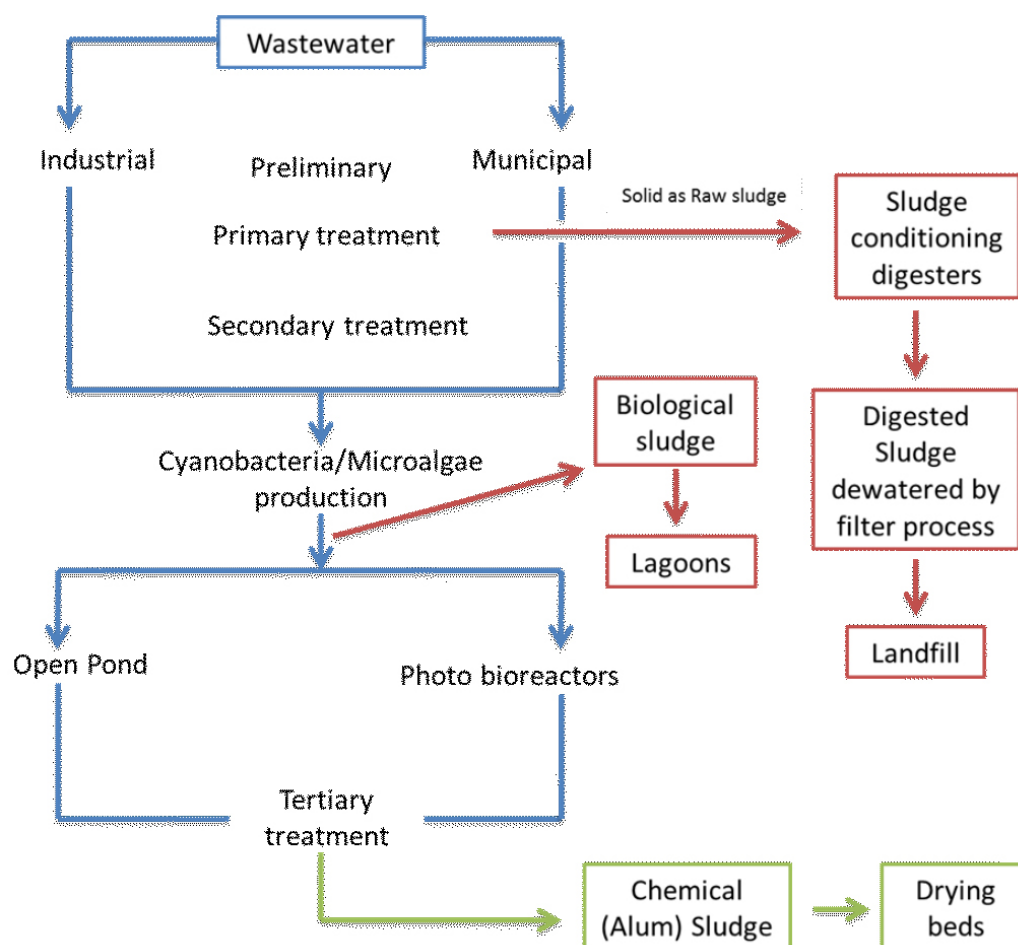 Wastewater
Industrial
Preliminary
Municipal
Solid as Raw sludge
Primary treatment
Secondary treatment
Sludge
conditioning
digesters
Biological
sludge
Digested
Sludge
dewatered by
filter process
Cyanobacteria/Microalgae
production
Lagoons
Landfill
Open Pond
Photo bioreactors
Tertiary
treatment
Chemical
(Alum) Sludge
Drying
beds